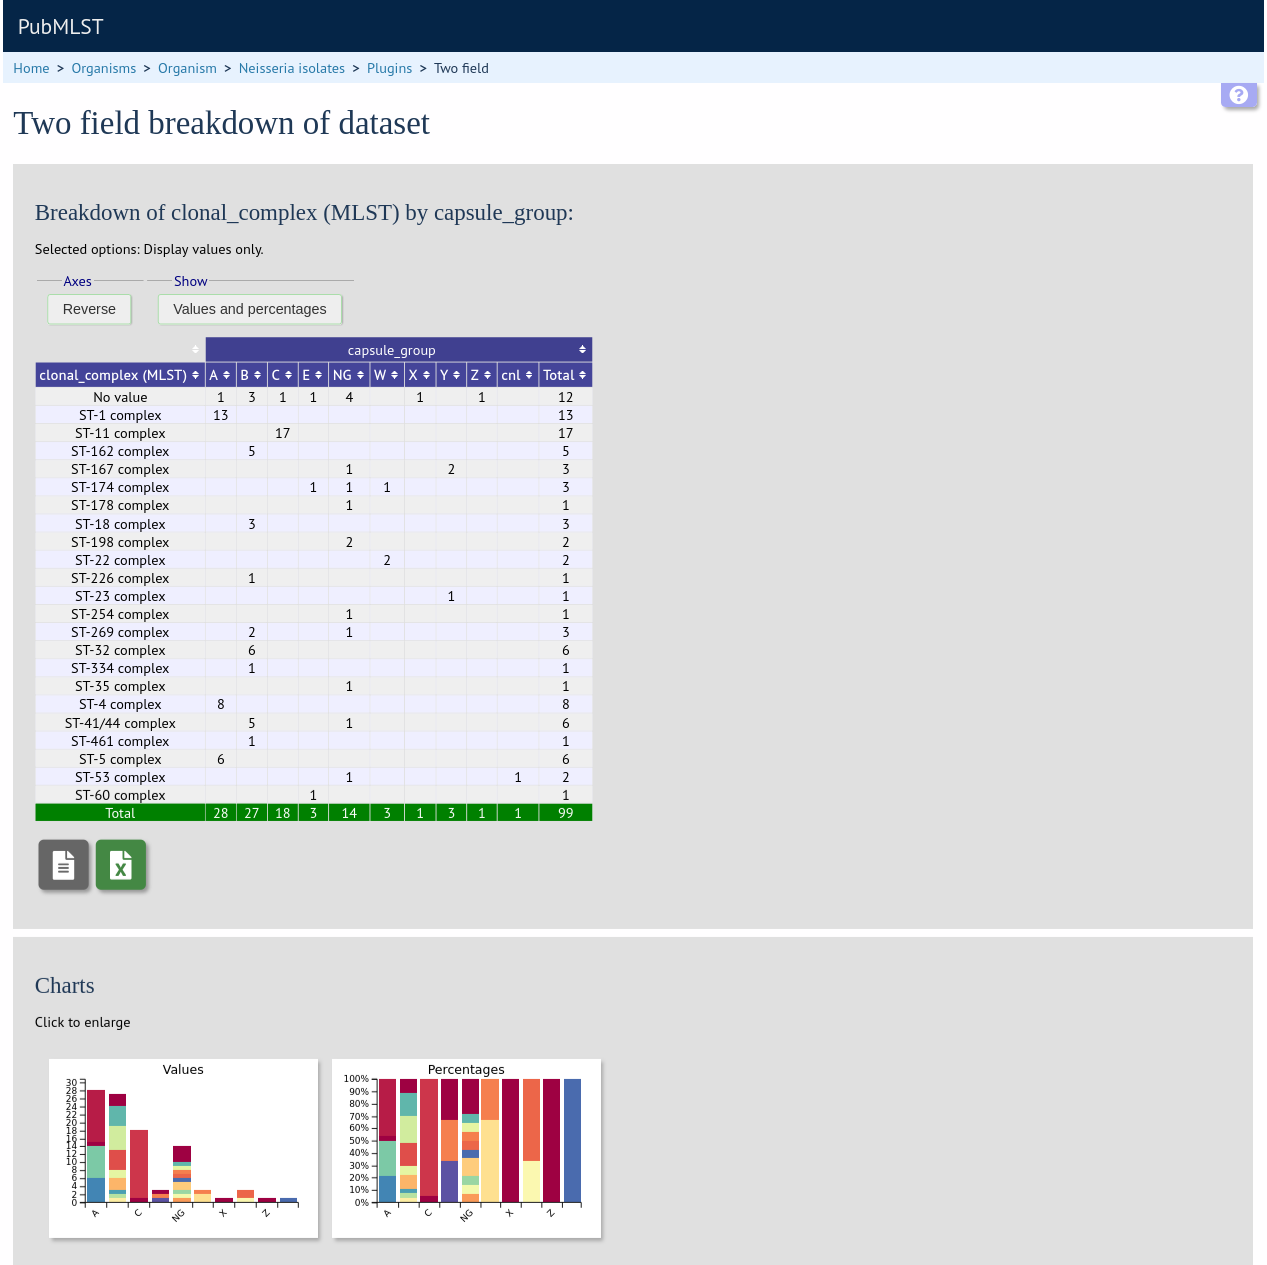 PubMLST
Home > Organisms > Organism > Neisseria isolates > Plugins > Two field
Two field breakdown of dataset
Breakdown of clonal_complex (MLST) by capsule_group:
Selected options: Display values only.
Axes Show
Reverse Values and percentages
capsule_group
clonal_complex (MLST) A B C E NG W X Y Z cnl Total
No value 1 3 1 1 4 1 1 12
ST-1 complex 13 13
ST-11 complex 17 17
ST-162 complex 5 5
ST-167 complex 1 2 3
ST-174 complex 1 1 1 3
ST-178 complex 1 1
ST-18 complex 3 3
ST-198 complex 2 2
ST-22 complex 2 2
ST-226 complex 1 1
ST-23 complex 1 1
ST-254 complex 1 1
ST-269 complex 2 1 3
ST-32 complex 6 6
ST-334 complex 1 1
ST-35 complex 1 1
ST-4 complex 8 8
ST-41/44 complex 5 1 6
ST-461 complex 1 1
ST-5 complex 6 6
ST-53 complex 1 1 2
ST-60 complex 1 1
Total 28 27 18 3 14 3 1 3 1 1 99
Charts
Click to enlarge
Values
30
28
26
24
22
20
18
16
14
12
10
8
6
4
2
0
A C NG X Z
Percentages
100%
90%
80%
70%
60%
50%
40%
30%
20%
10%
0%
A C NG X Z